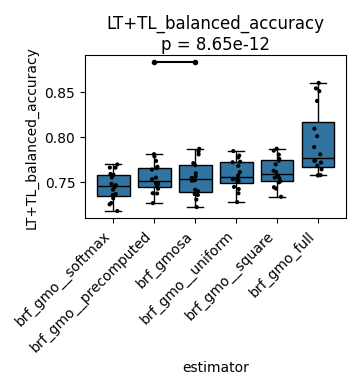 LT+TL_balanced_accuracy
p = 8.65e-12
LT+TL_balanced_accuracy
0.85
0.80
0.75
brf_gmo__softmax
brf_gmo__precomputed
brf_gmosa
brf_gmo__uniform
brf_gmo__square
brf_gmo_full
estimator